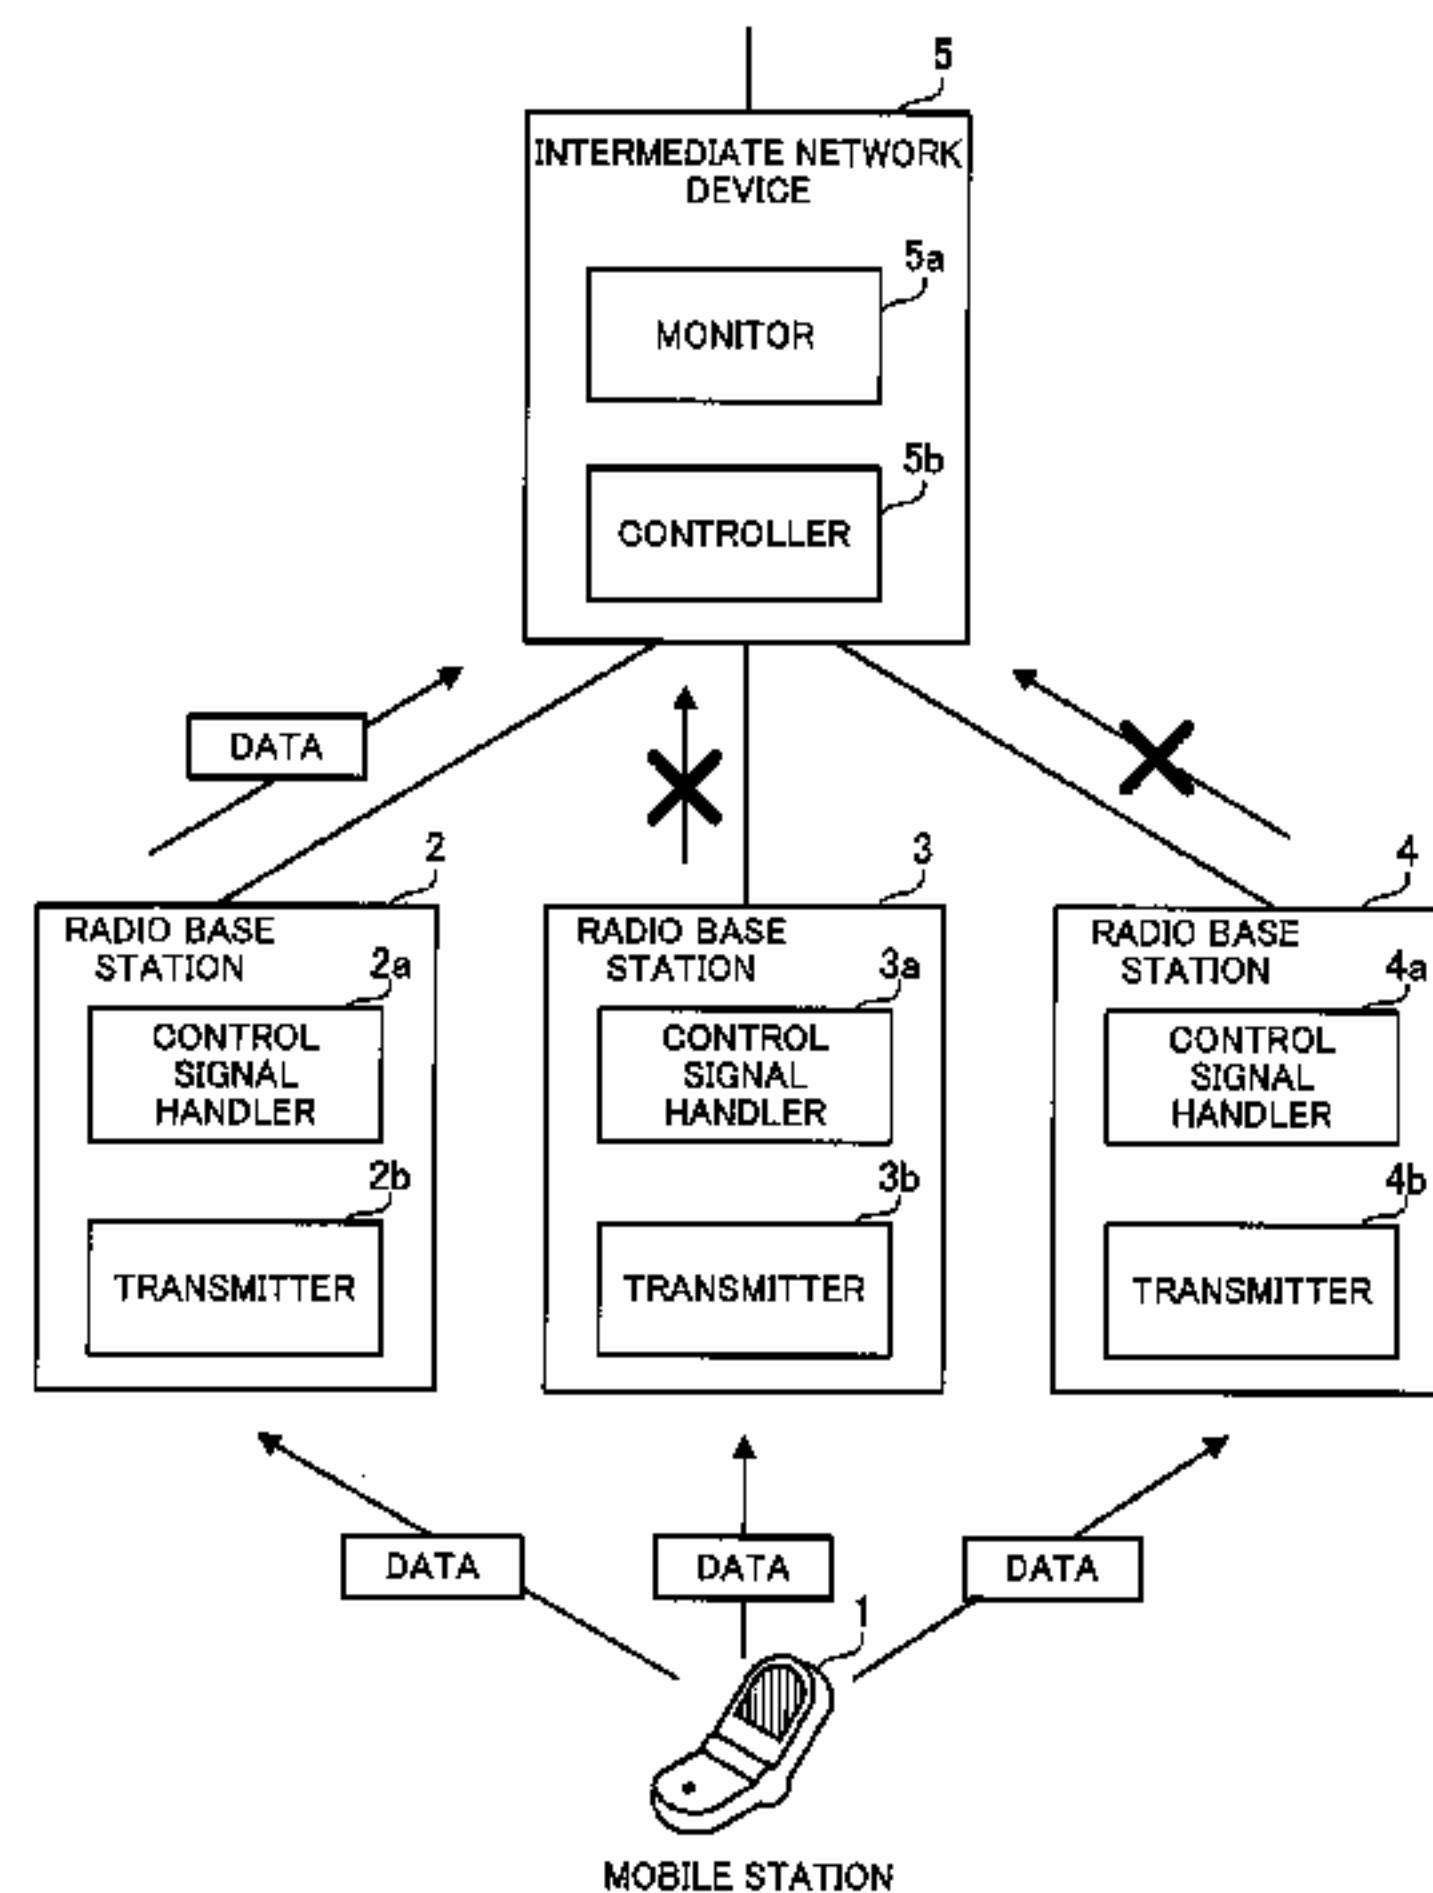 5
INTERMEDIATE NETWORK
DEVICE
5a
MONITOR
5b
CONTROLLER
DATA
2
3
4
RADIO BASE
STATION
2a
CONTROL
SIGNAL
HANDLER
2b
TRANSMITTER
RADIO BASE
STATION
3a
CONTROL
SIGNAL
HANDLER
3b
TRANSMITTER
RADIO BASE
STATION
4a
CONTROL
SIGNAL
HANDLER
4b
TRANSMITTER
DATA
DATA
DATA
1
MOBILE STATION